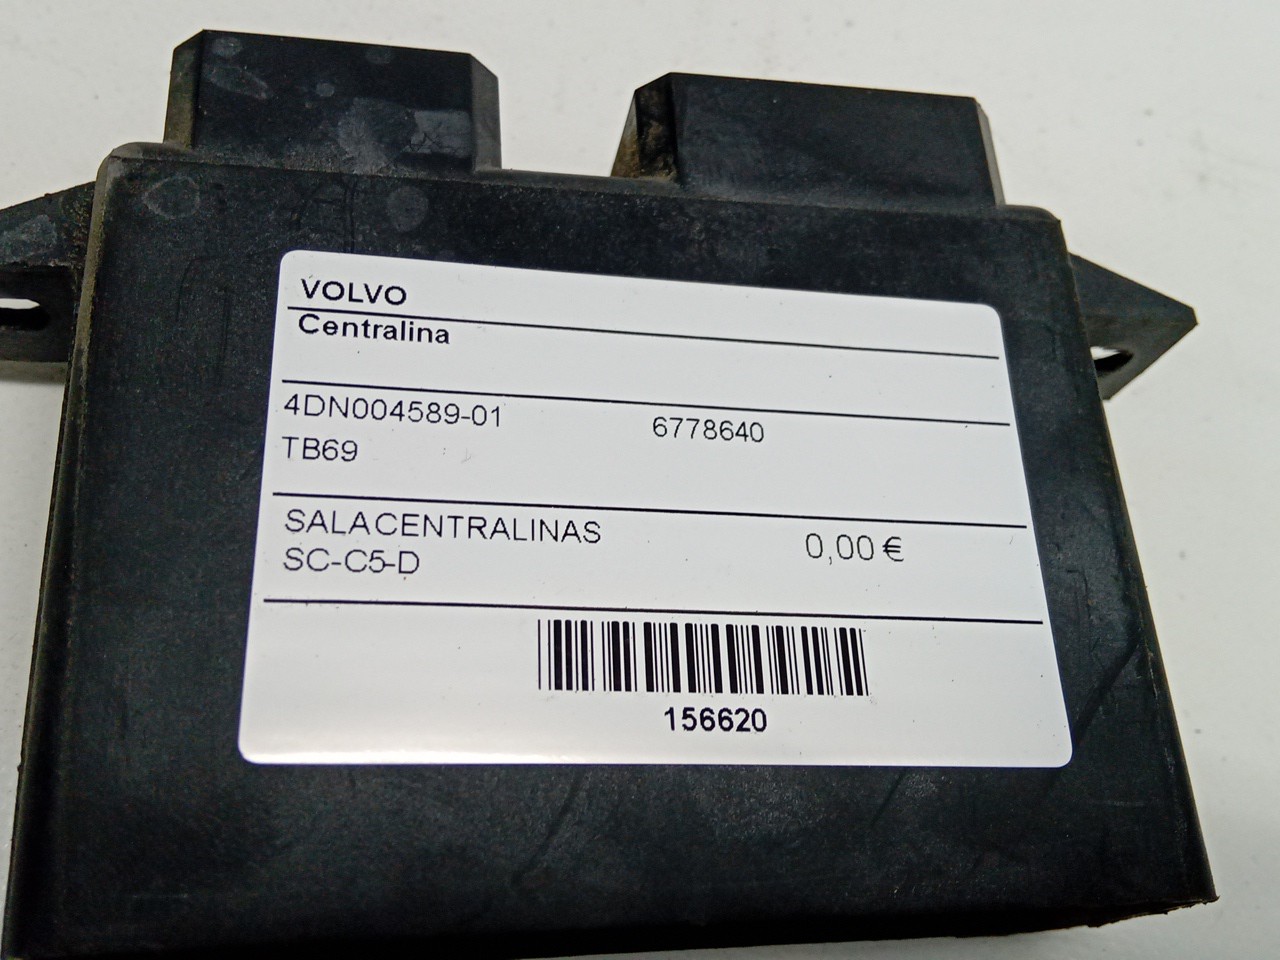 VOLVO
Centralina
4DN004589-01 6778640
TB69
SALACENTRALINAS 0,00 €
SC-C5-D
156620